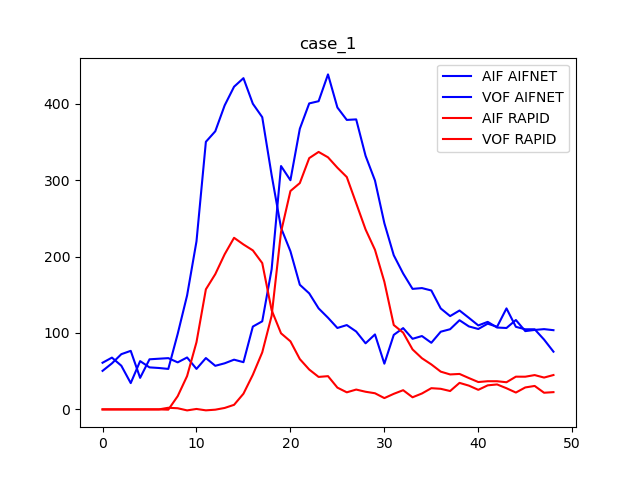 case_1
AIF AIFNET
VOF AIFNET
AIF RAPID
VOF RAPID
400
300
200
100
0
0 10 20 30 40 50